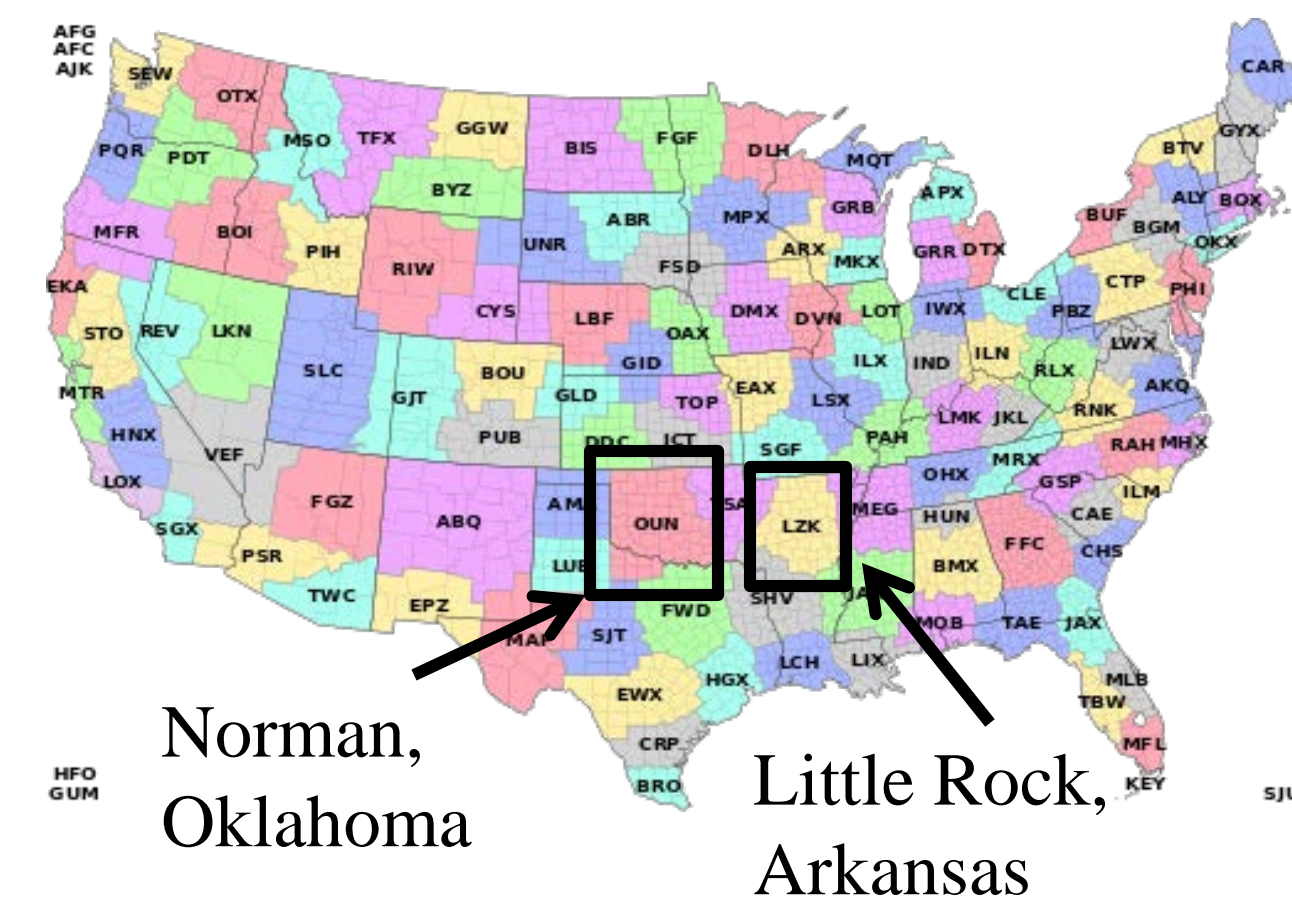 AFG
AFC
AJK
SEW
OTX
CAR
MSO
TFX
GGW
BIS
FGF
DLH
MQT
GYX
BTV
PQR
PDT
BYZ
APX
ALY
BOX
MFR
BOI
PIH
ABR
MPX
GRB
BUF
BGM
OKX
UNR
ARX
MKX
GRR
DTX
RIW
FSD
EKA
CYS
DMX
LOT
IWX
CLE
PBZ
CTP
PHI
STO
REV
LKN
LBF
OAX
DVN
SLC
BOU
GID
ILX
IND
ILN
RLX
LWX
MTR
GJT
GLD
TOP
EAX
LSX
AKQ
LMK
JKL
RNK
HNX
VEF
PUB
DDC
ICT
SGF
PAH
MRX
RAH
MHX
LOX
FGZ
ABQ
OHX
GSP
ILM
SGX
AMA
OUN
TSA
LZK
MEG
HUN
CAE
PSR
LUB
BMX
FFC
CHS
TWC
EPZ
MAF
SJT
FWD
SHV
JA
MOB
TAE
JAX
EWX
HGX
LCH
LIX
MLB
TBW
CRP
MFL
BRO
KEY
HFO
GUM
SJU
Norman,
Oklahoma
Little Rock,
Arkansas